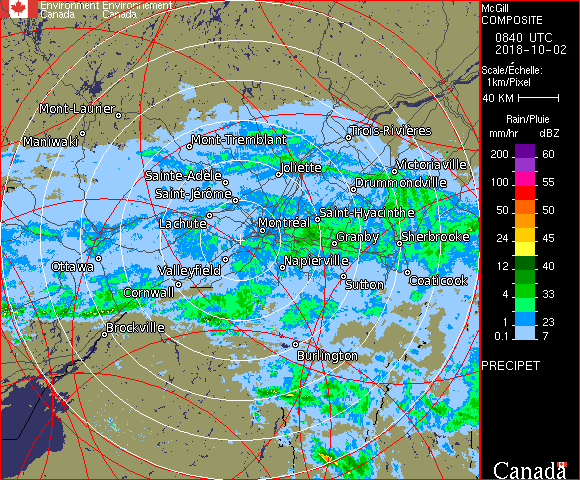 Environment Environnement
Canada Canada
McGill
COMPOSITE
0840 UTC
2018-10-02
Scale/Échelle:
1km/Pixel
40 KM
Rain/Pluie
mm/hr dBZ
200 60
100 55
50 50
24 45
12 40
4 33
1 23
0.1 7
PRECIPET
Canada
Mont-Laurier
Maniwaki
Mont-Tremblant
Trois-Rivières
Joliette
Victoriaville
Sainte-Adèle
Drummondville
Saint-Jérôme
Saint-Hyacinthe
Lachute
Montréal
Granby
Sherbrooke
Ottawa
Valleyfield
Napierville
Sutton
Coaticook
Cornwall
Brockville
Burlington